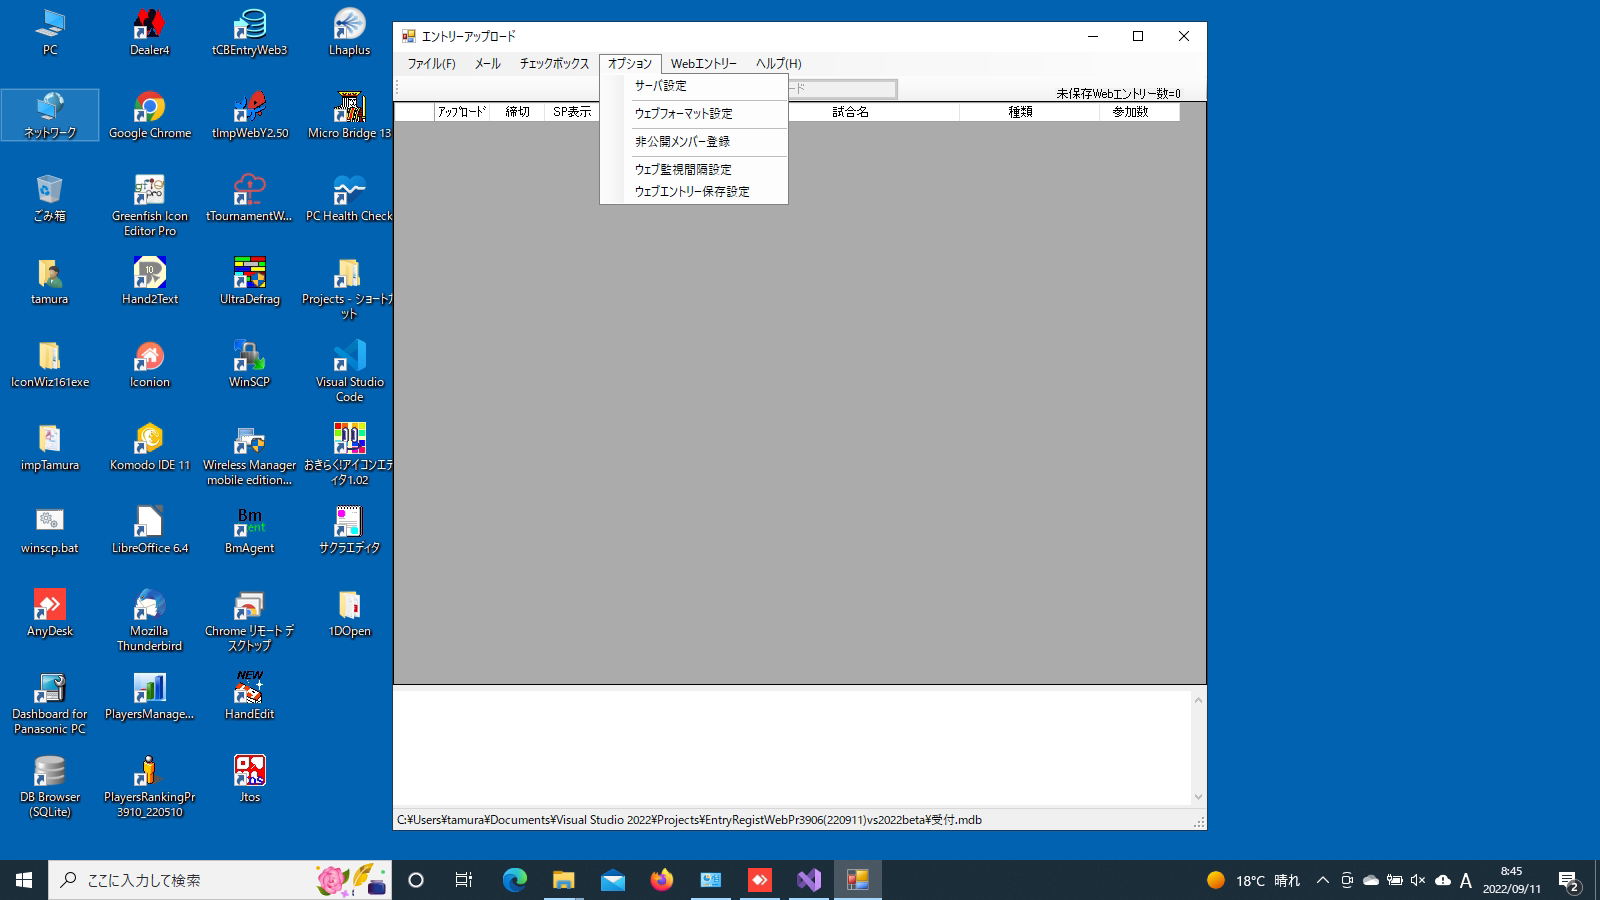 PC
Dealer4
tCBEntryWeb3
Lhaplus
ネットワーク
Google Chrome
tImpWebY2.50
Micro Bridge 13
ごみ箱
Greenfish Icon
Editor Pro
tTournamentW...
PC Health Check
tamura
Hand2Text
UltraDefrag
Projects - ショートカ
ット
IconWiz161exe
Iconion
WinSCP
Visual Studio
Code
impTamura
Komodo IDE 11
Wireless Manager
mobile edition...
おきらく!アイコンエデ
ィタ1.02
winscp.bat
LibreOffice 6.4
Bm
ent
BmAgent
サクラエディタ
AnyDesk
Mozilla
Thunderbird
Chrome リモート デ
スクトップ
1DOpen
Dashboard for
Panasonic PC
PlayersManage...
NEW
HandEdit
DB Browser
(SQLite)
PlayersRankingPr
3910_220510
Jtos
エントリーアップロード
ファイル(F) メール チェックボックス オプション Webエントリー ヘルプ(H)
サーバ設定
ウェブフォーマット設定
非公開メンバー登録
ウェブ監視間隔設定
ウェブエントリー保存設定
ード
未保存Webエントリー数=0
ｱｯﾌﾟﾛｰﾄﾞ 締切 SP表示 試合名 種類 参加数
C:¥Users¥tamura¥Documents¥Visual Studio 2022¥Projects¥EntryRegistWebPr3906(220911)vs2022beta¥受付.mdb
ここに入力して検索
18°C 晴れ
A
8:45
2022/09/11
2